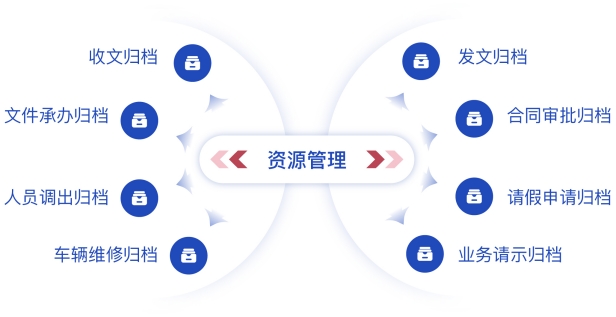 收文归档
发文归档
文件承办归档
合同审批归档
资源管理
人员调出归档
请假申请归档
车辆维修归档
业务请示归档